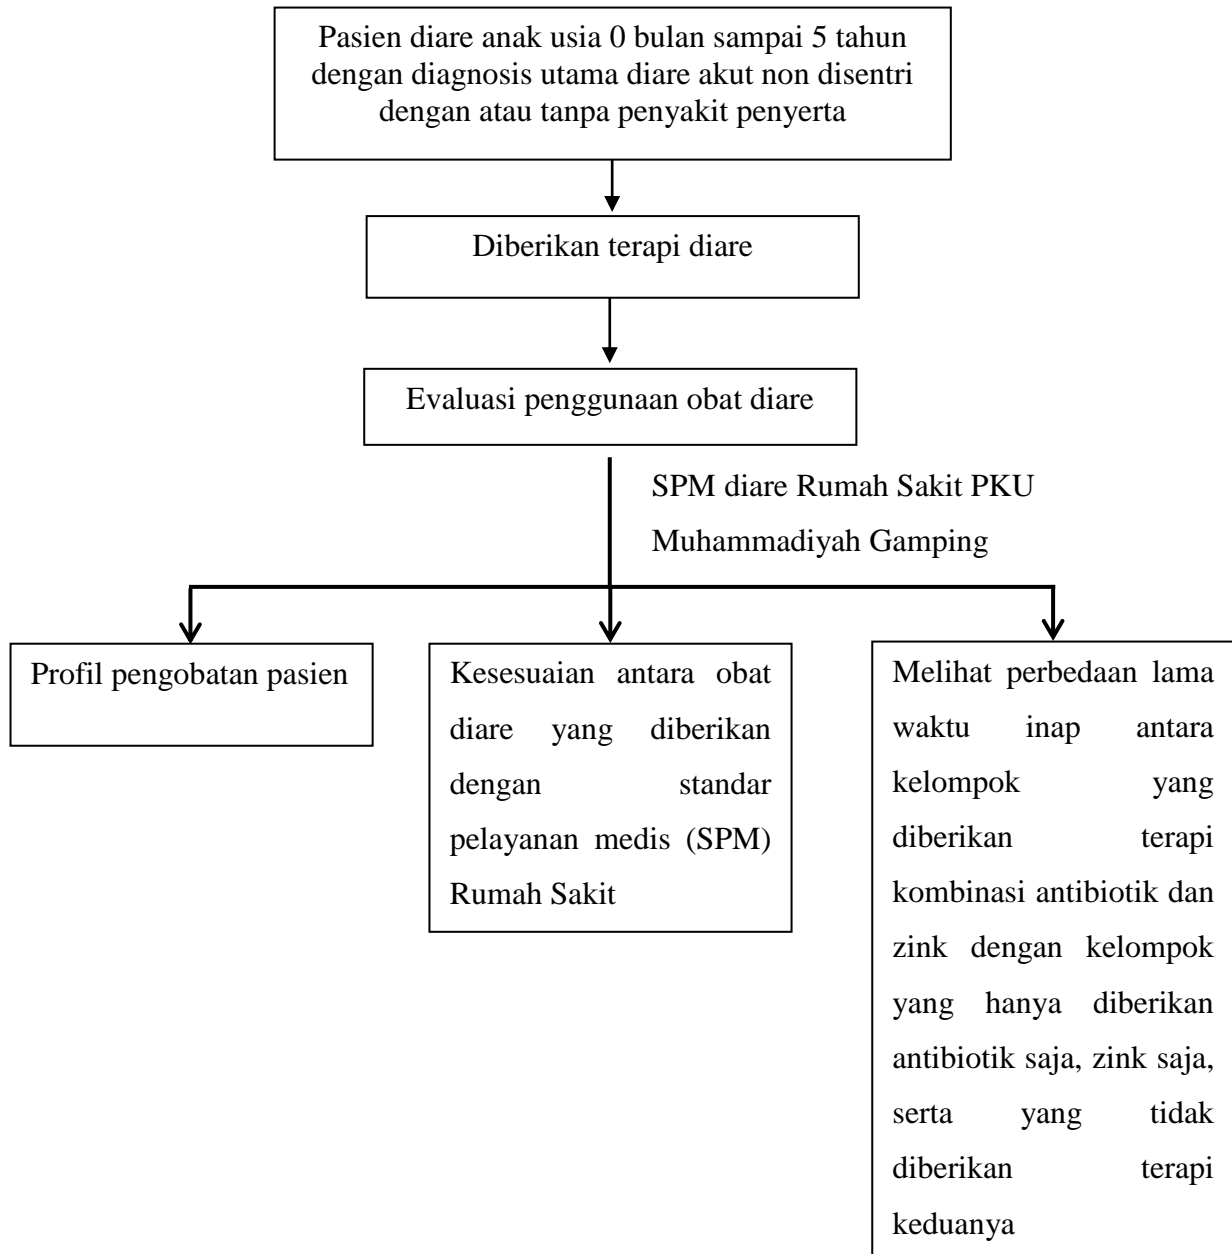 Pasien diare anak usia 0 bulan sampai 5 tahun
dengan diagnosis utama diare akut non disentri
dengan atau tanpa penyakit penyerta
Diberikan terapi diare
Evaluasi penggunaan obat diare
SPM diare Rumah Sakit PKU
Muhammadiyah Gamping
Profil pengobatan pasien
Kesesuaian antara obat
diare yang diberikan
dengan standar
pelayanan medis (SPM)
Rumah Sakit
Melihat perbedaan lama
waktu inap antara
kelompok yang
diberikan terapi
kombinasi antibiotik dan
zink dengan kelompok
yang hanya diberikan
antibiotik saja, zink saja,
serta yang tidak
diberikan terapi
keduanya